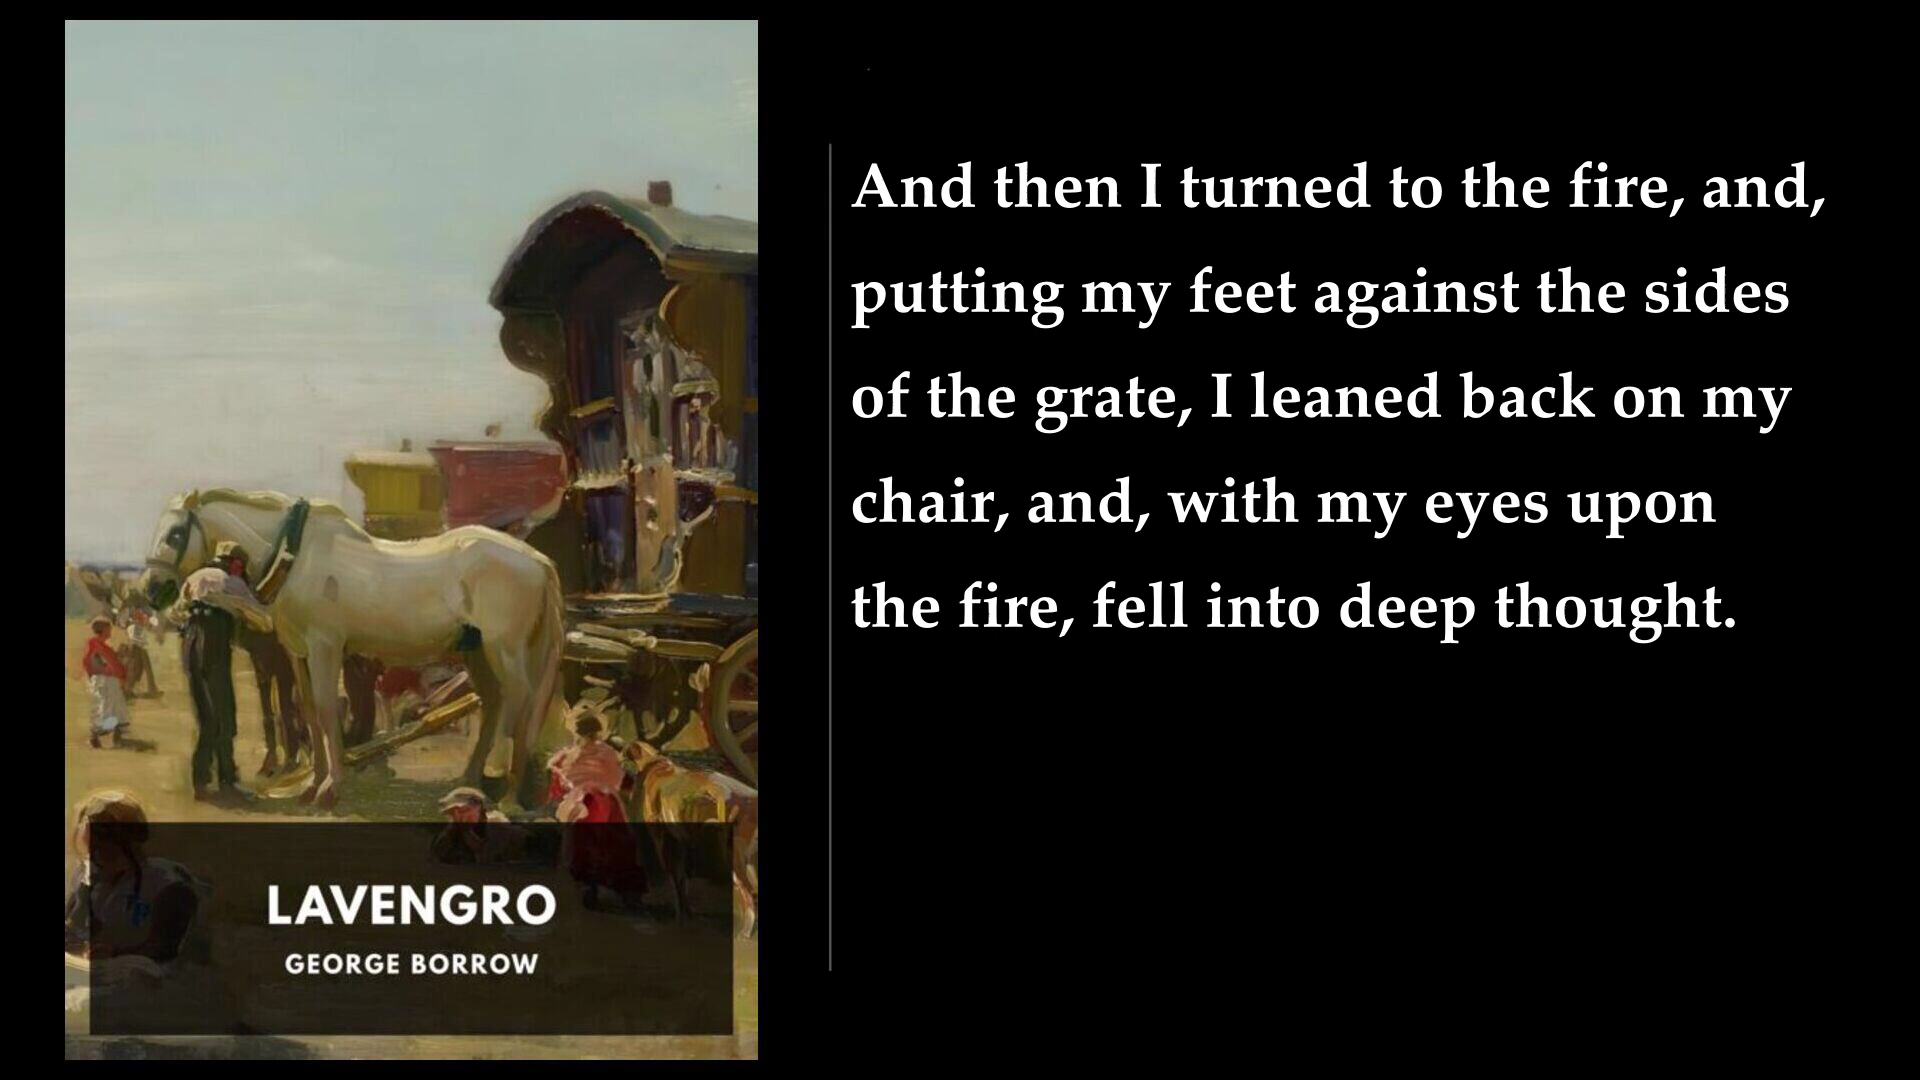 LAVENGRO
GEORGE BORROW
And then I turned to the fire, and,
putting my feet against the sides
of the grate, I leaned back on my
chair, and, with my eyes upon
the fire, fell into deep thought.